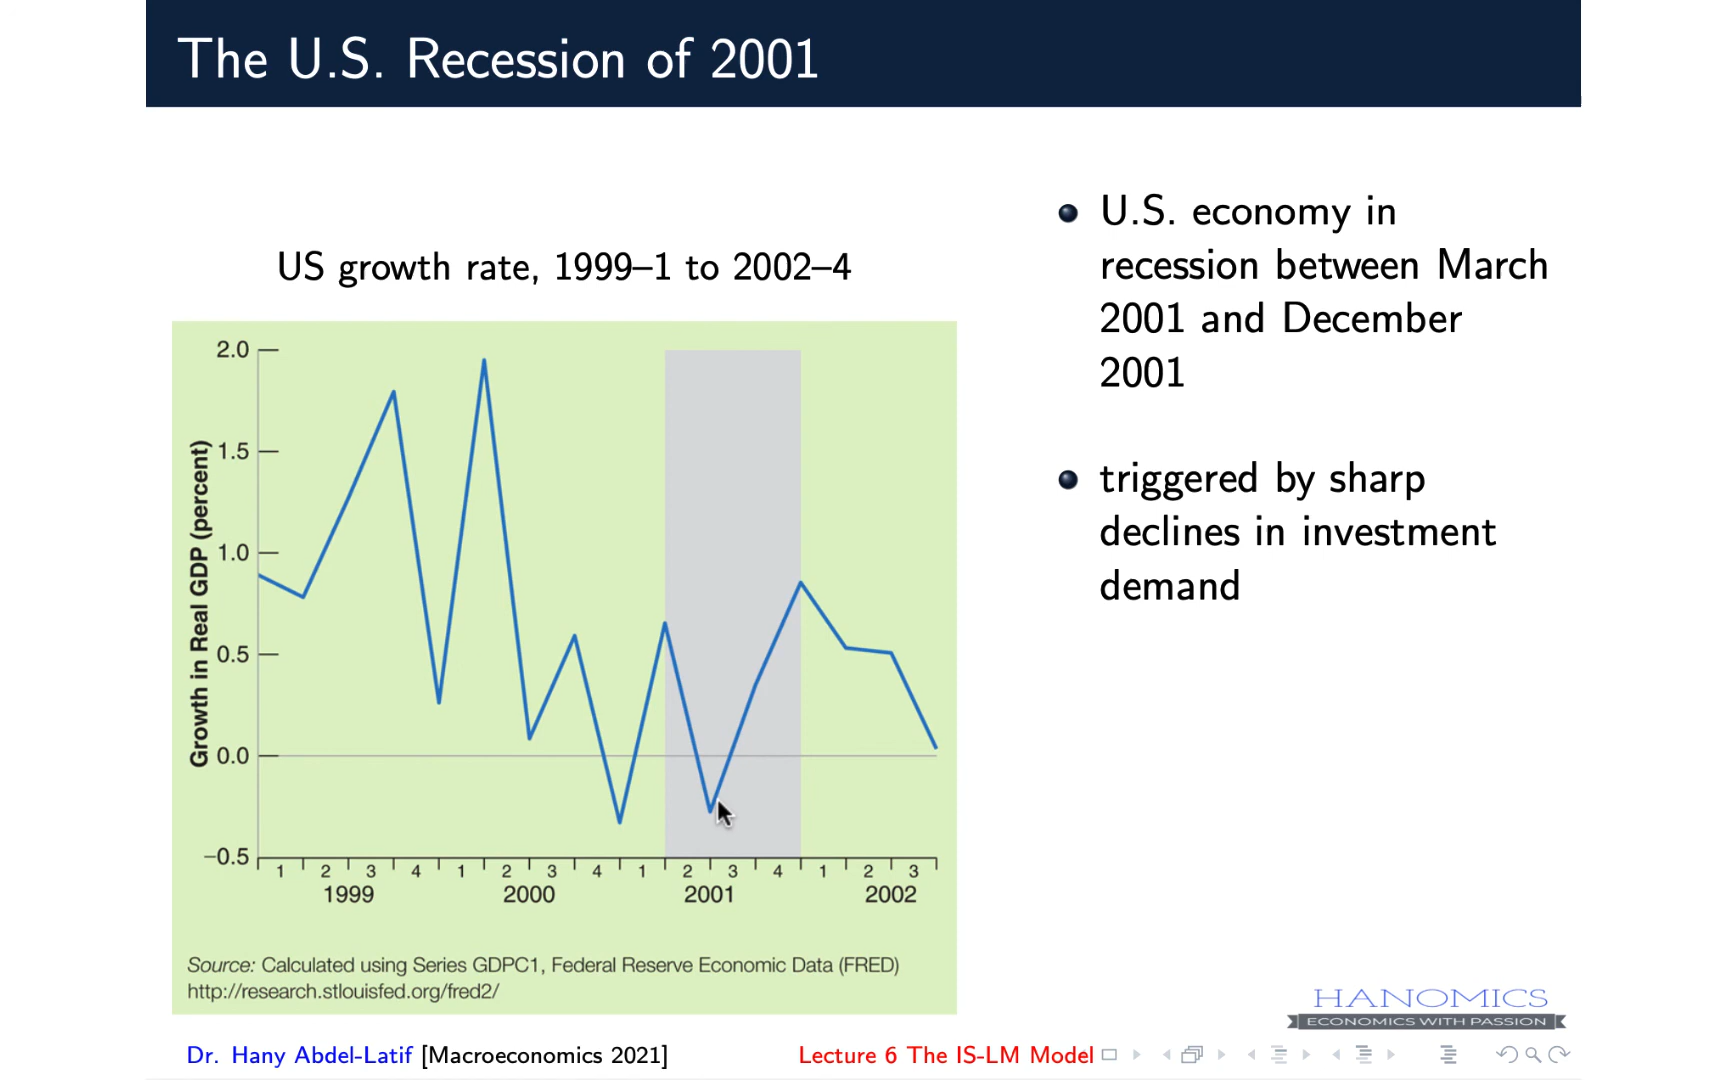 The U.S. Recession of 2001
US growth rate, 1999–1 to 2002–4
Growth in Real GDP (percent)
2.0
1.5
1.0
0.5
0.0
−0.5
1 2 3 4 1 2 3 4 1 2 3 4 1 2 3
1999 2000 2001 2002
Source: Calculated using Series GDPC1, Federal Reserve Economic Data (FRED)
http://research.stlouisfed.org/fred2/
U.S. economy in
recession between March
2001 and December
2001
triggered by sharp
declines in investment
demand
HANOMICS
ECONOMICS WITH PASSION
Dr. Hany Abdel-Latif [Macroeconomics 2021] Lecture 6 The IS-LM Model